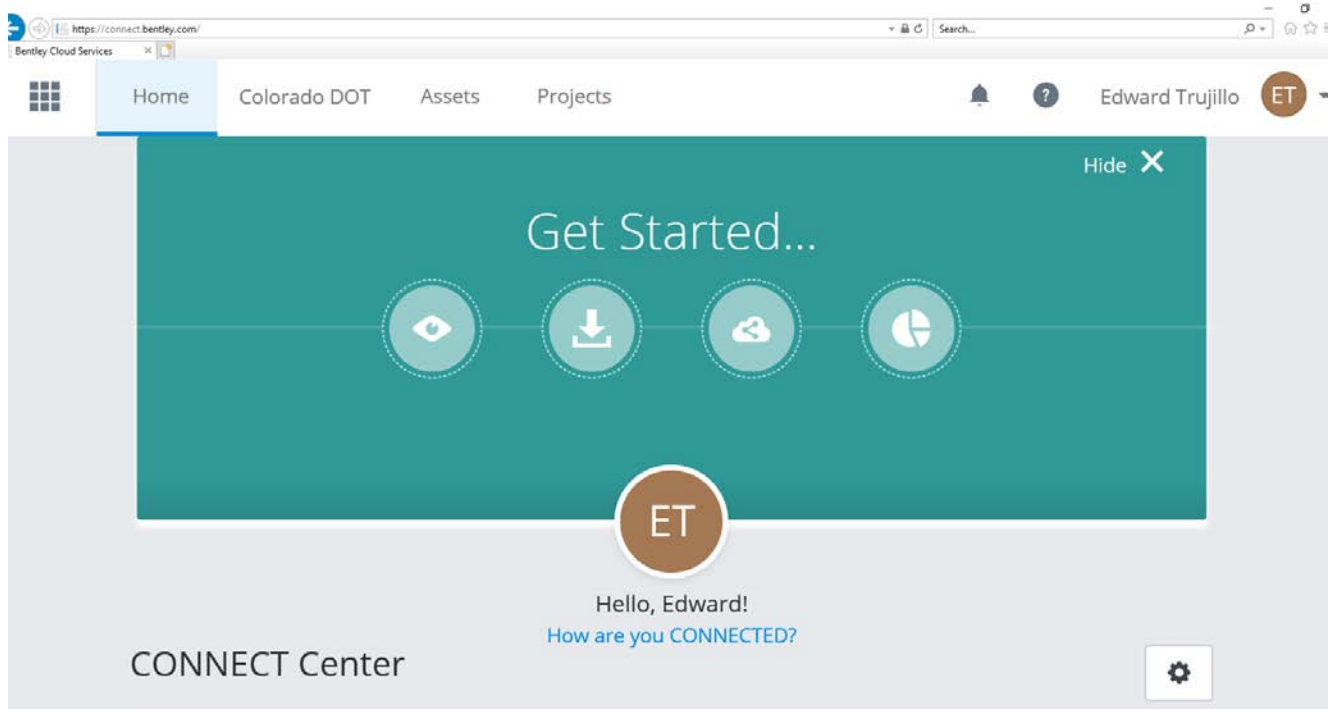 https://connect.bentley.com/
Search...
Bentley Cloud Services
Home Colorado DOT Assets Projects ? Edward Trujillo ET
Hide
Get Started...
ET
Hello, Edward!
How are you CONNECTED?
CONNECT Center